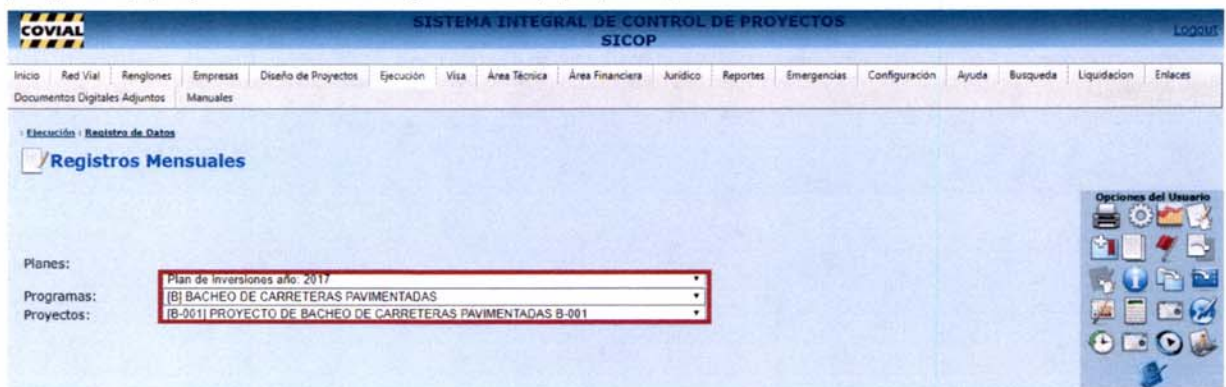 COVIAL
SISTEMA INTEGRAL DE CONTROL DE PROYECTOS
SICOP
Logout
Inicio Red Vial Renglones Empresas Diseño de Proyectos Ejecución Visa Área Técnica Área Financiera Jurídico Reportes Emergencias Configuración Ayuda Busqueda Liquidacion Enlaces
Documentos Digitales Adjuntos Manuales
: Ejecución : Registro de Datos
Registros Mensuales
Opciones del Usuario
Planes:
Plan de inversiones año: 2017
Programas: [B] BACHEO DE CARRETERAS PAVIMENTADAS
Proyectos: [B-001] PROYECTO DE BACHEO DE CARRETERAS PAVIMENTADAS B-001